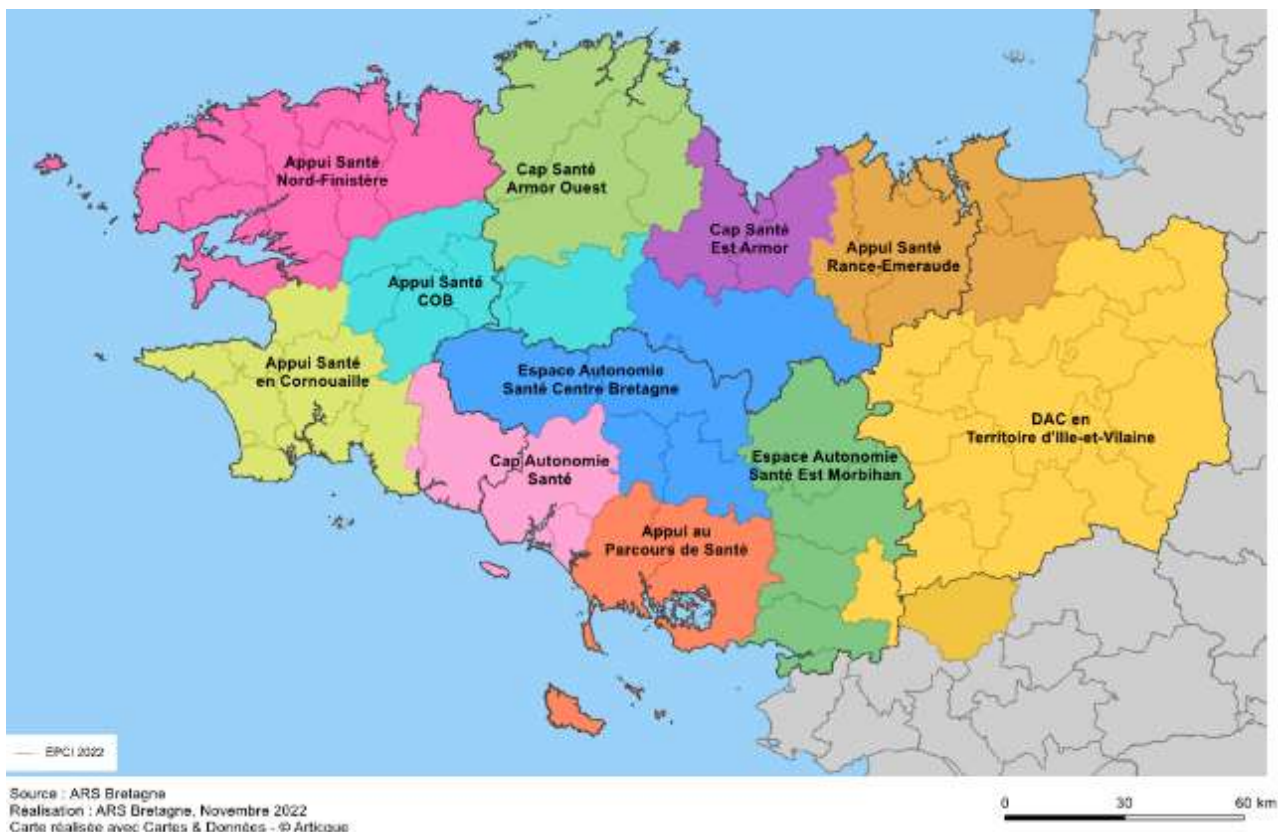 Appui Santé
Nord-Finistère
Cap Santé
Armor Ouest
Cap Santé
Est Armor
Appui Santé
Rance-Emeraude
Appui Santé
COB
Appui Santé
en Cornouaille
Espace Autonomie
Santé Centre Bretagne
DAC en
Territoire d'Ille-et-Vilaine
Cap Autonomie
Santé
Espace Autonomie
Santé Est Morbihan
Appui au
Parcours de Santé
EPCI 2022
Source : ARS Bretagne
Réalisation : ARS Bretagne, Novembre 2022
Carte réalisée avec Cartes & Données - © Articque
0 30 60 km